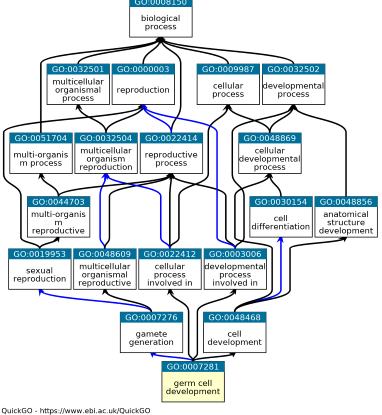 GO:0008150
biological
process
GO:0032501
multicellular
organismal
process
GO:0000003
reproduction
GO:0009987
cellular
process
GO:0032502
developmental
process
GO:0051704
multi-organis
m process
GO:0032504
multicellular
organism
reproduction
GO:0022414
reproductive
process
GO:0048869
cellular
developmental
process
GO:0044703
multi-organis
m
reproductive
GO:0030154
cell
differentiation
GO:0048856
anatomical
structure
development
GO:0019953
sexual
reproduction
GO:0048609
multicellular
organismal
reproductive
GO:0022412
cellular
process
involved in
GO:0003006
developmental
process
involved in
GO:0007276
gamete
generation
GO:0048468
cell
development
GO:0007281
germ cell
development
QuickGO - https://www.ebi.ac.uk/QuickGO